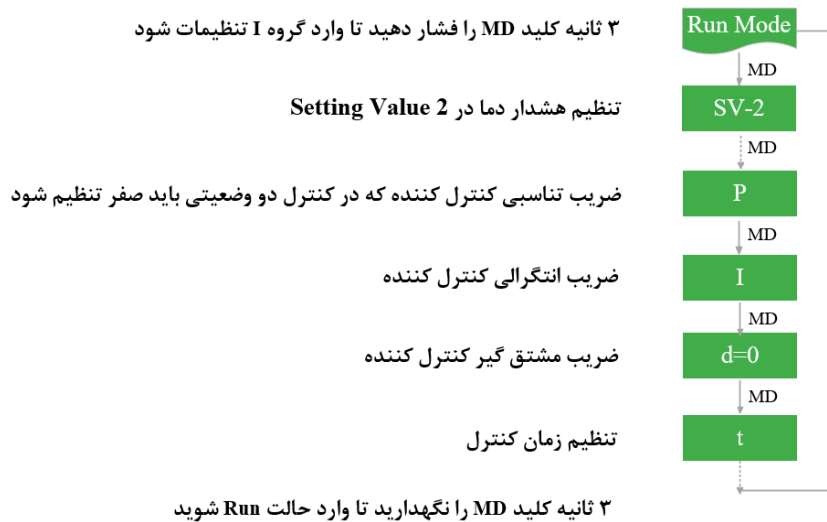 ۳ ثانیه کلید MD را فشار دهید تا وارد گروه I تنظیمات شود
Run Mode
MD
تنظیم هشدار دما در Setting Value 2
SV-2
MD
ضریب تناسبی کنترل کننده که در کنترل دو وضعیتی باید صفر تنظیم شود
P
MD
ضریب انتگرالی کنترل کننده
I
MD
ضریب مشتق گیر کنترل کننده
d=0
MD
تنظیم زمان کنترل
t
۳ ثانیه کلید MD را نگهدارید تا وارد حالت Run شوید